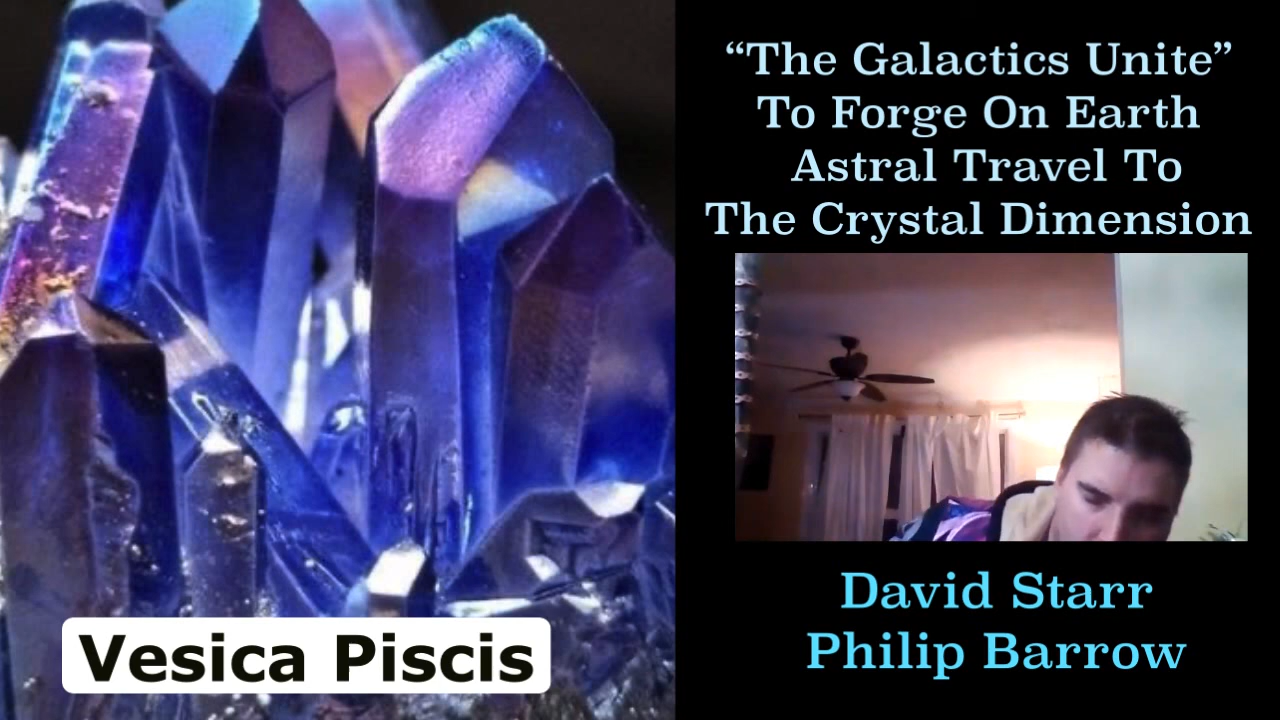 “The Galactics Unite”
To Forge On Earth
Astral Travel To
The Crystal Dimension
David Starr
Philip Barrow
Vesica Piscis